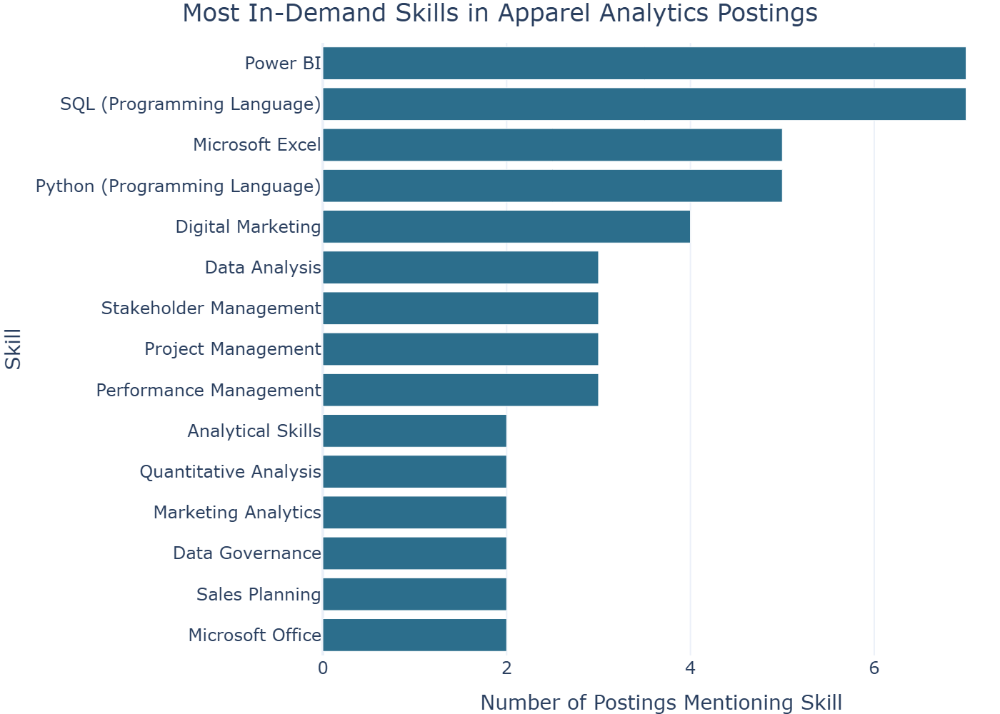 Most In-Demand Skills in Apparel Analytics Postings
Power BI
SQL (Programming Language)
Microsoft Excel
Python (Programming Language)
Digital Marketing
Data Analysis
Stakeholder Management
Project Management
Performance Management
Analytical Skills
Quantitative Analysis
Marketing Analytics
Data Governance
Sales Planning
Microsoft Office
Skill
0 2 4 6
Number of Postings Mentioning Skill